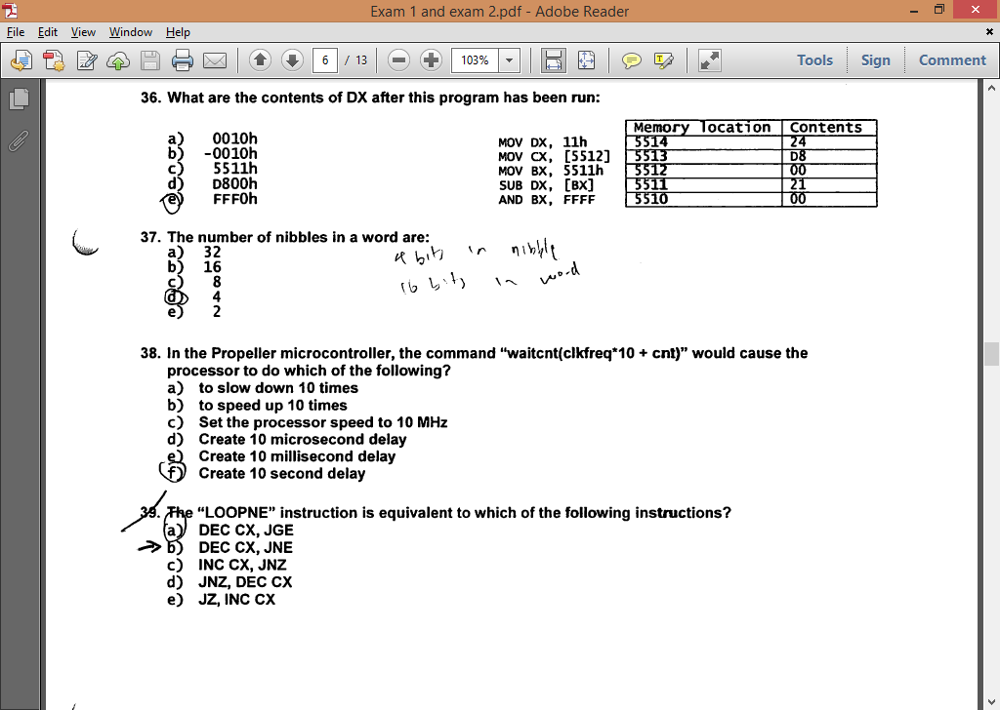 Exam 1 and exam 2.pdf - Adobe Reader
File Edit View Window Help
6 / 13 103% Tools Sign Comment
36. What are the contents of DX after this program has been run:
a) 0010h
b) -0010h
c) 5511h
d) D800h
e) FFF0h
MOV DX, 11h
MOV CX, [5512]
MOV BX, 5511h
SUB DX, [BX]
AND BX, FFFF
Memory location Contents
5514 24
5513 D8
5512 00
5511 21
5510 00
37. The number of nibbles in a word are:
a) 32
b) 16
c) 8
d) 4
e) 2
4 bits in nibble
16 bits in word
38. In the Propeller microcontroller, the command “waitcnt(clkfreq*10 + cnt)” would cause the
processor to do which of the following?
a) to slow down 10 times
b) to speed up 10 times
c) Set the processor speed to 10 MHz
d) Create 10 microsecond delay
e) Create 10 millisecond delay
f) Create 10 second delay
39. The “LOOPNE” instruction is equivalent to which of the following instructions?
a) DEC CX, JGE
b) DEC CX, JNE
c) INC CX, JNZ
d) JNZ, DEC CX
e) JZ, INC CX